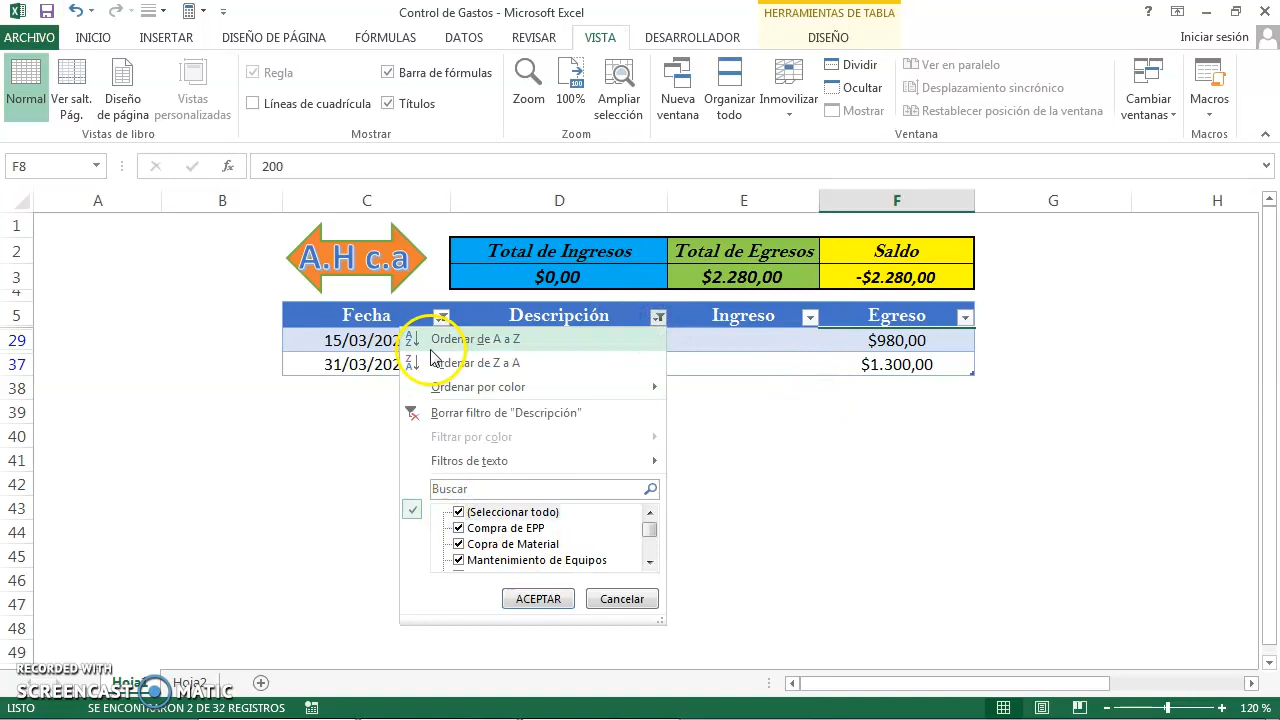 Control de Gastos - Microsoft Excel
HERRAMIENTAS DE TABLA
?
ARCHIVO INICIO INSERTAR DISEÑO DE PÁGINA FÓRMULAS DATOS REVISAR VISTA DESARROLLADOR DISEÑO Iniciar sesión
Normal
Ver salt. Pág.
Diseño de página
Vistas personalizadas
Vistas de libro
Regla
Barra de fórmulas
Líneas de cuadrícula
Títulos
Mostrar
Zoom
100%
Ampliar selección
Zoom
Nueva ventana
Organizar todo
Inmovilizar
Dividir
Ocultar
Mostrar
Ver en paralelo
Desplazamiento sincrónico
Restablecer posición de la ventana
Ventana
Cambiar ventanas
Macros
Macros
F8
fx
200
A B C D E F G H
1
2 Total de Ingresos Total de Egresos Saldo
A.H c.a
3 $0,00 $2.280,00 -$2.280,00
4
5 Fecha Descripción Ingreso Egreso
29 15/03/202 $980,00
37 31/03/202 $1.300,00
38
39
40
41
42
43
44
45
46
47
48
49
Ordenar de A a Z
Ordenar de Z a A
Ordenar por color
Borrar filtro de "Descripción"
Filtrar por color
Filtros de texto
Buscar
(Seleccionar todo)
Compra de EPP
Copra de Material
Mantenimiento de Equipos
ACEPTAR Cancelar
RECORDED WITH
SCREENCAST MATIC
Hoja2
LISTO SE ENCONTRARON 2 DE 32 REGISTROS 120 %